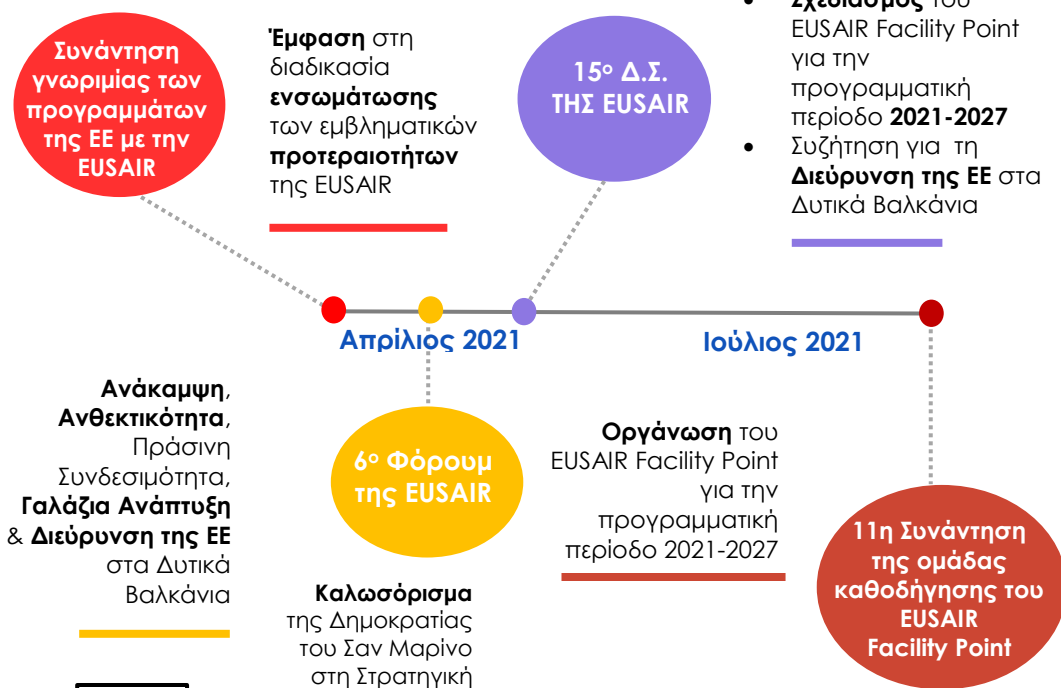 Συνάντηση
γνωριμίας των
προγραμμάτων
της ΕΕ με την
EUSAIR
Έμφαση στη
διαδικασία
ενσωμάτωσης
των εμβληματικών
προτεραιοτήτων
της EUSAIR
15ο Δ.Σ.
ΤΗΣ EUSAIR
• Σχεδιασμός του
EUSAIR Facility Point
για την
προγραμματική
περίοδο 2021-2027
• Συζήτηση για τη
Διεύρυνση της ΕΕ στα
Δυτικά Βαλκάνια
Απρίλιος 2021
Ιούλιος 2021
Ανάκαμψη,
Ανθεκτικότητα,
Πράσινη
Συνδεσιμότητα,
Γαλάζια Ανάπτυξη
& Διεύρυνση της ΕΕ
στα Δυτικά
Βαλκάνια
6ο Φόρουμ
της EUSAIR
Καλωσόρισμα
της Δημοκρατίας
του Σαν Μαρίνο
στη Στρατηγική
Οργάνωση του
EUSAIR Facility Point
για την
προγραμματική
περίοδο 2021-2027
11η Συνάντηση
της ομάδας
καθοδήγησης του
EUSAIR
Facility Point